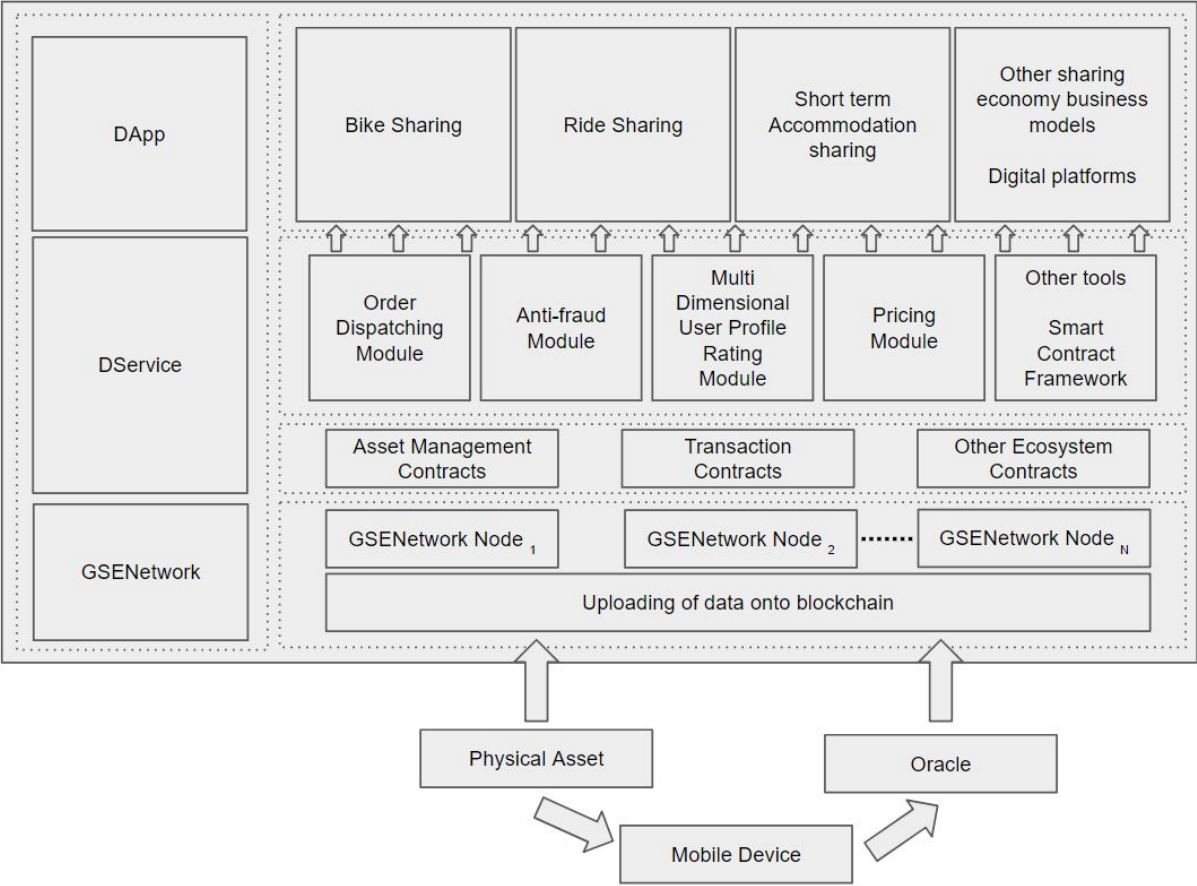 DApp
Bike Sharing
Ride Sharing
Short term
Accommodation
sharing
Other sharing
economy business
models
Digital platforms
DService
Order
Dispatching
Module
Anti-fraud
Module
Multi
Dimensional
User Profile
Rating
Module
Pricing
Module
Other tools
Smart
Contract
Framework
Asset Management
Contracts
Transaction
Contracts
Other Ecosystem
Contracts
GSENetwork
GSENetwork Node 1
GSENetwork Node 2
GSENetwork Node N
Uploading of data onto blockchain
Physical Asset
Oracle
Mobile Device